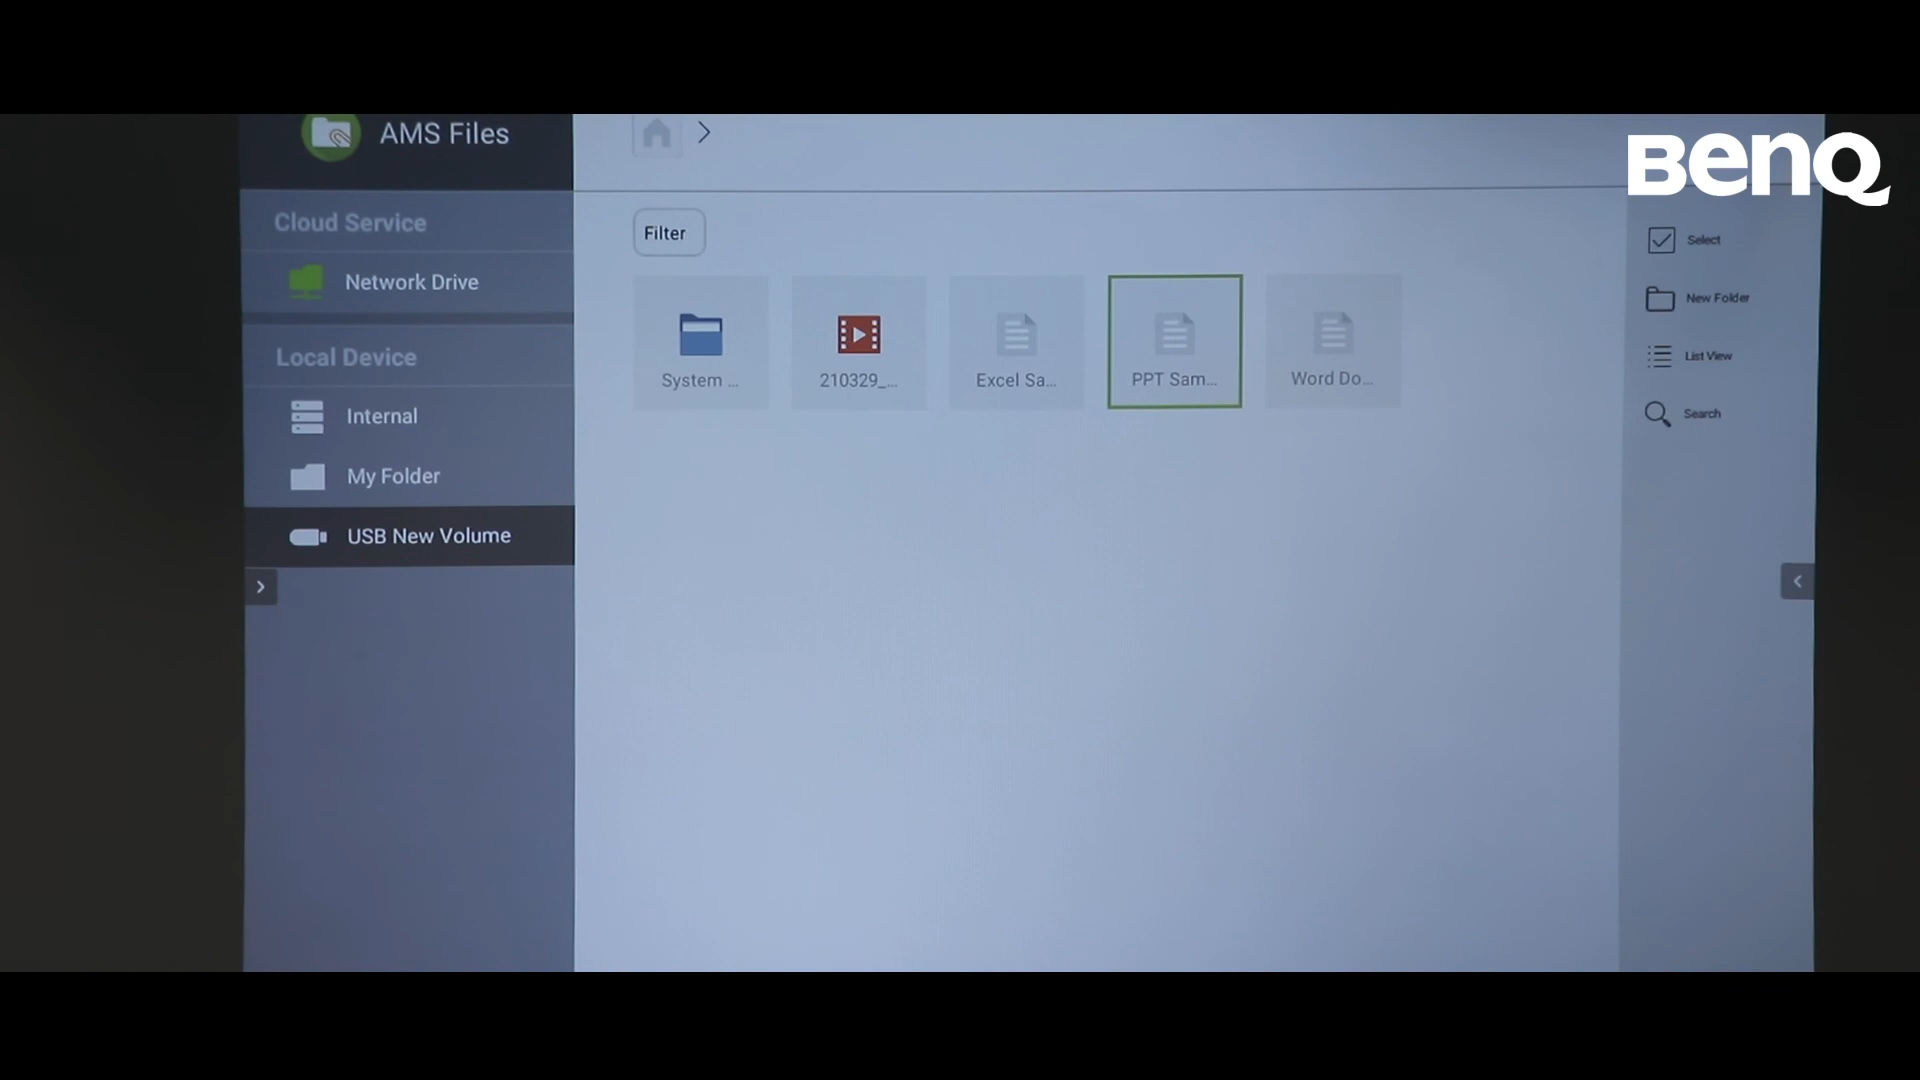 AMS Files
BenQ
Cloud Service
Network Drive
Local Device
Internal
My Folder
USB New Volume
Filter
System ...
210329_...
Excel Sa...
PPT Sam...
Word Do...
Select
New Folder
List View
Search